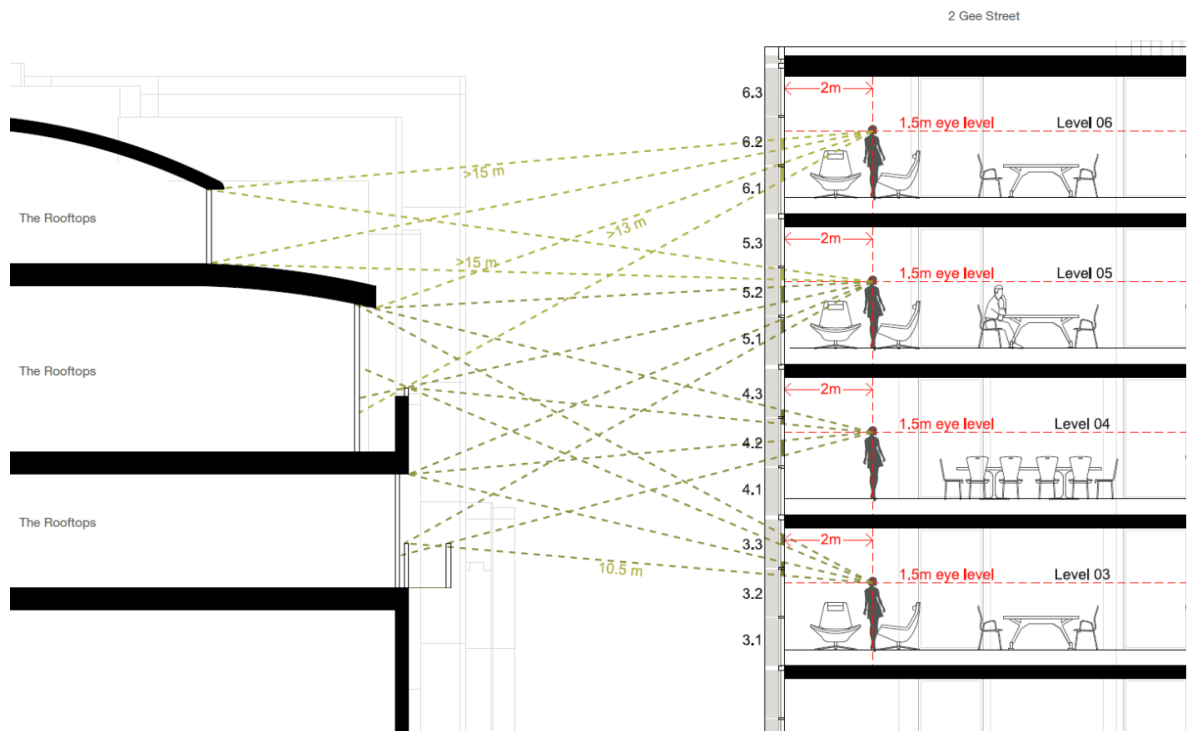 2 Gee Street
6.3
2m
1.5m eye level
Level 06
6.2
>15 m
6.1
The Rooftops
>13 m
5.3
2m
>15 m
1.5m eye level
Level 05
5.2
5.1
The Rooftops
4.3
2m
1.5m eye level
Level 04
4.2
4.1
The Rooftops
3.3
2m
10.5 m
1.5m eye level
Level 03
3.2
3.1